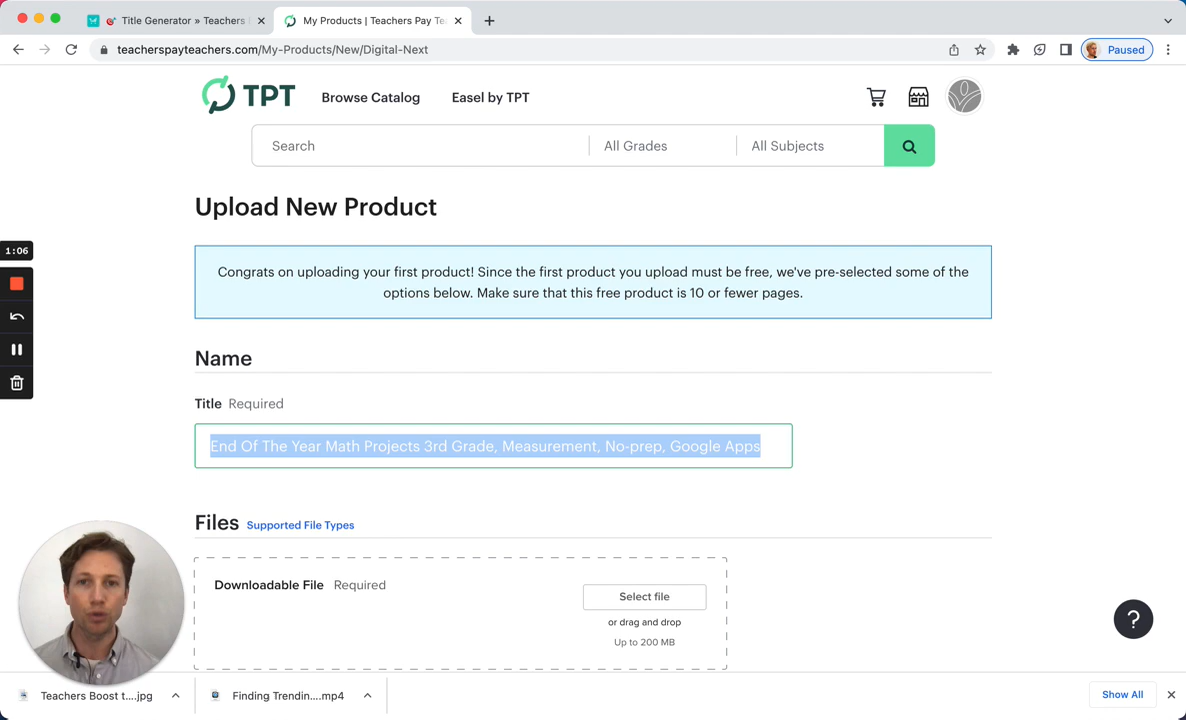 Title Generator » Teachers
My Products | Teachers Pay Te
teacherspayteachers.com/My-Products/New/Digital-Next
Paused
TPT
Browse Catalog
Easel by TPT
Search
All Grades
All Subjects
Upload New Product
1:06
Congrats on uploading your first product! Since the first product you upload must be free, we've pre-selected some of the
options below. Make sure that this free product is 10 or fewer pages.
Name
Title Required
End Of The Year Math Projects 3rd Grade, Measurement, No-prep, Google Apps
Files Supported File Types
Downloadable File Required
Select file
or drag and drop
Up to 200 MB
?
Teachers Boost t....jpg
Finding Trendin....mp4
Show All